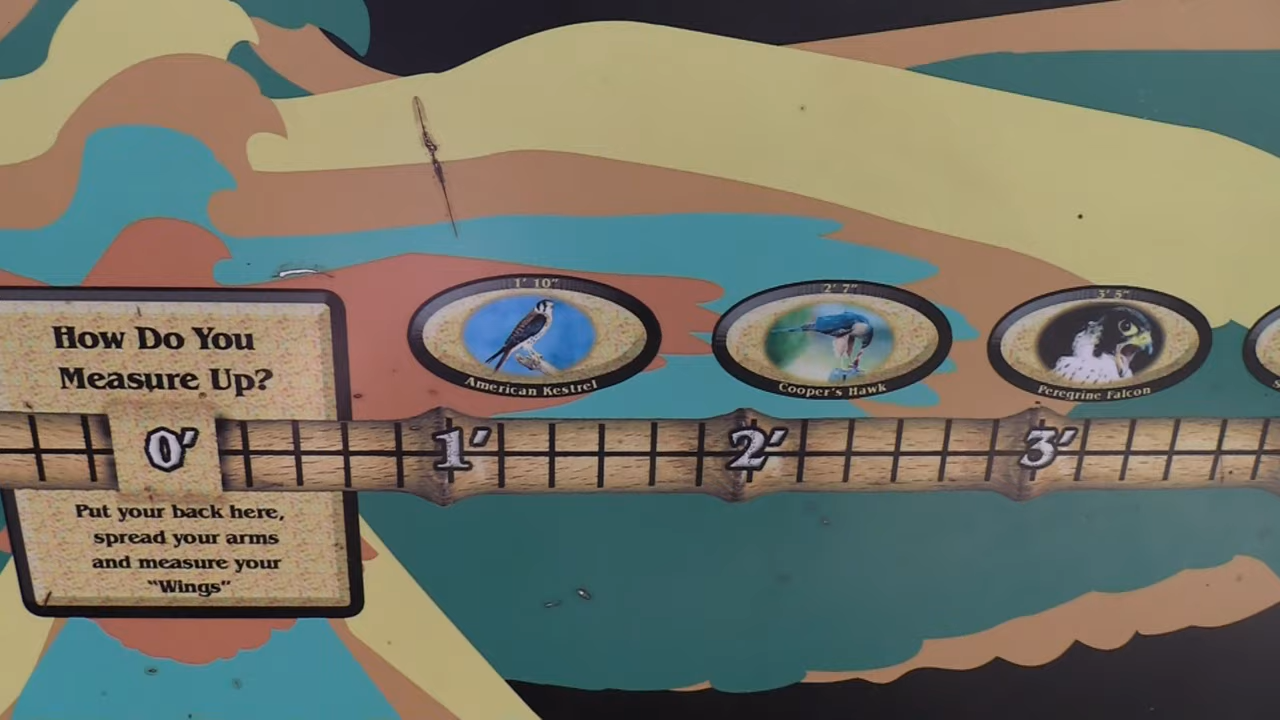 How Do You
Measure Up?
0'
Put your back here,
spread your arms
and measure your
"Wings"
1' 10"
American Kestrel
2' 7"
Cooper's Hawk
3' 5"
Peregrine Falcon
1'
2'
3'